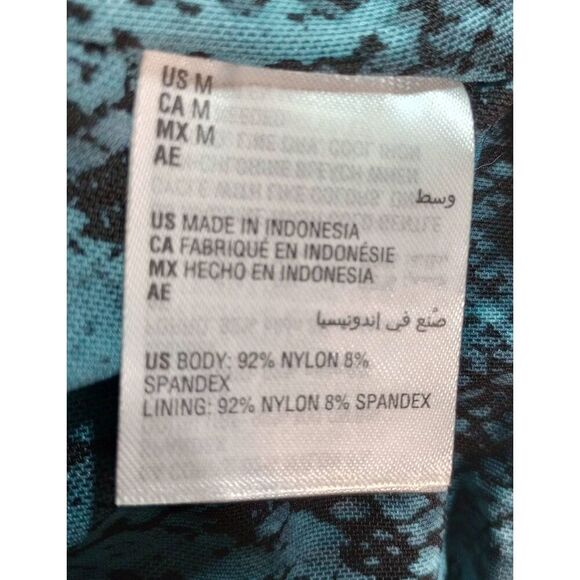 US M
CA M
MX M
AE
وسط
US MADE IN INDONESIA
CA FABRIQUÉ EN INDONÉSIE
MX HECHO EN INDONESIA
AE
صُنع في إندونيسيا
US BODY: 92% NYLON 8%
SPANDEX
LINING: 92% NYLON 8% SPANDEX